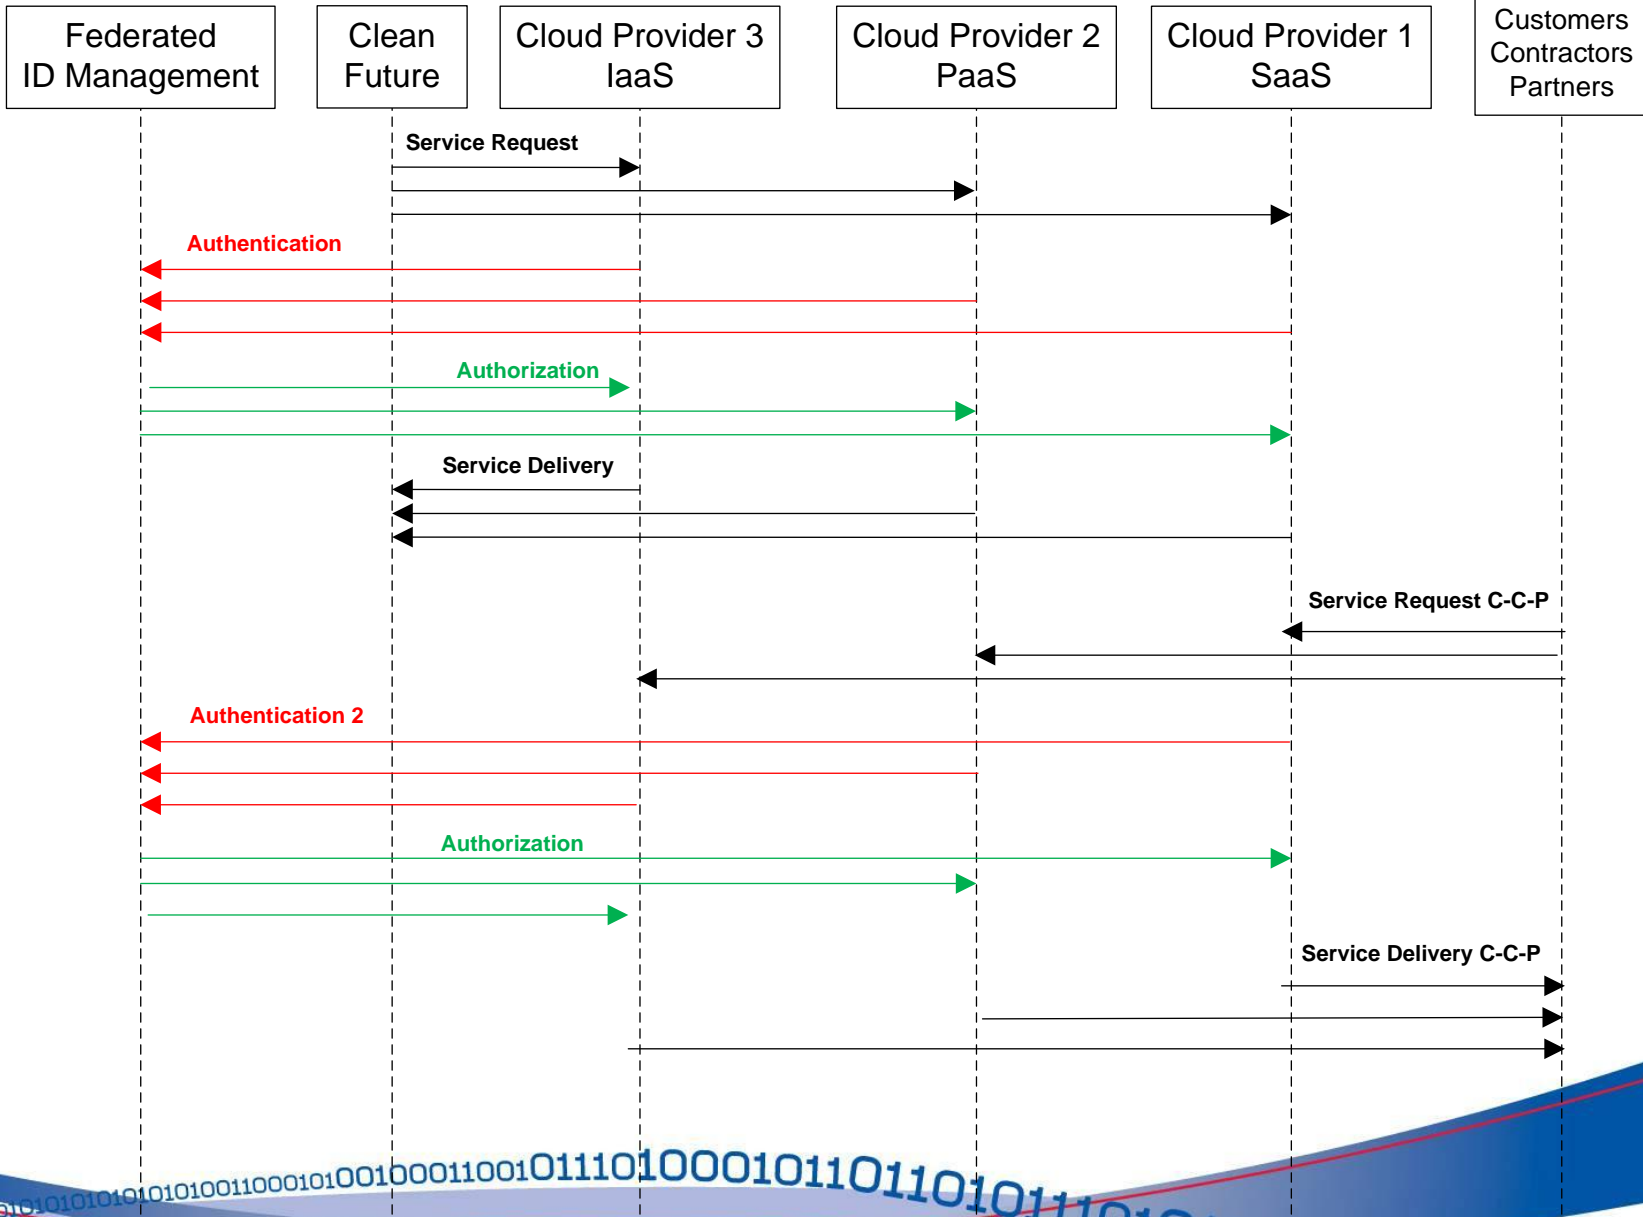 Federated
ID Management
Clean
Future
Cloud Provider 3
IaaS
Cloud Provider 2
PaaS
Cloud Provider 1
SaaS
Customers
Contractors
Partners
Service Request
Authentication
Authorization
Service Delivery
Service Request C-C-P
Authentication 2
Authorization
Service Delivery C-C-P